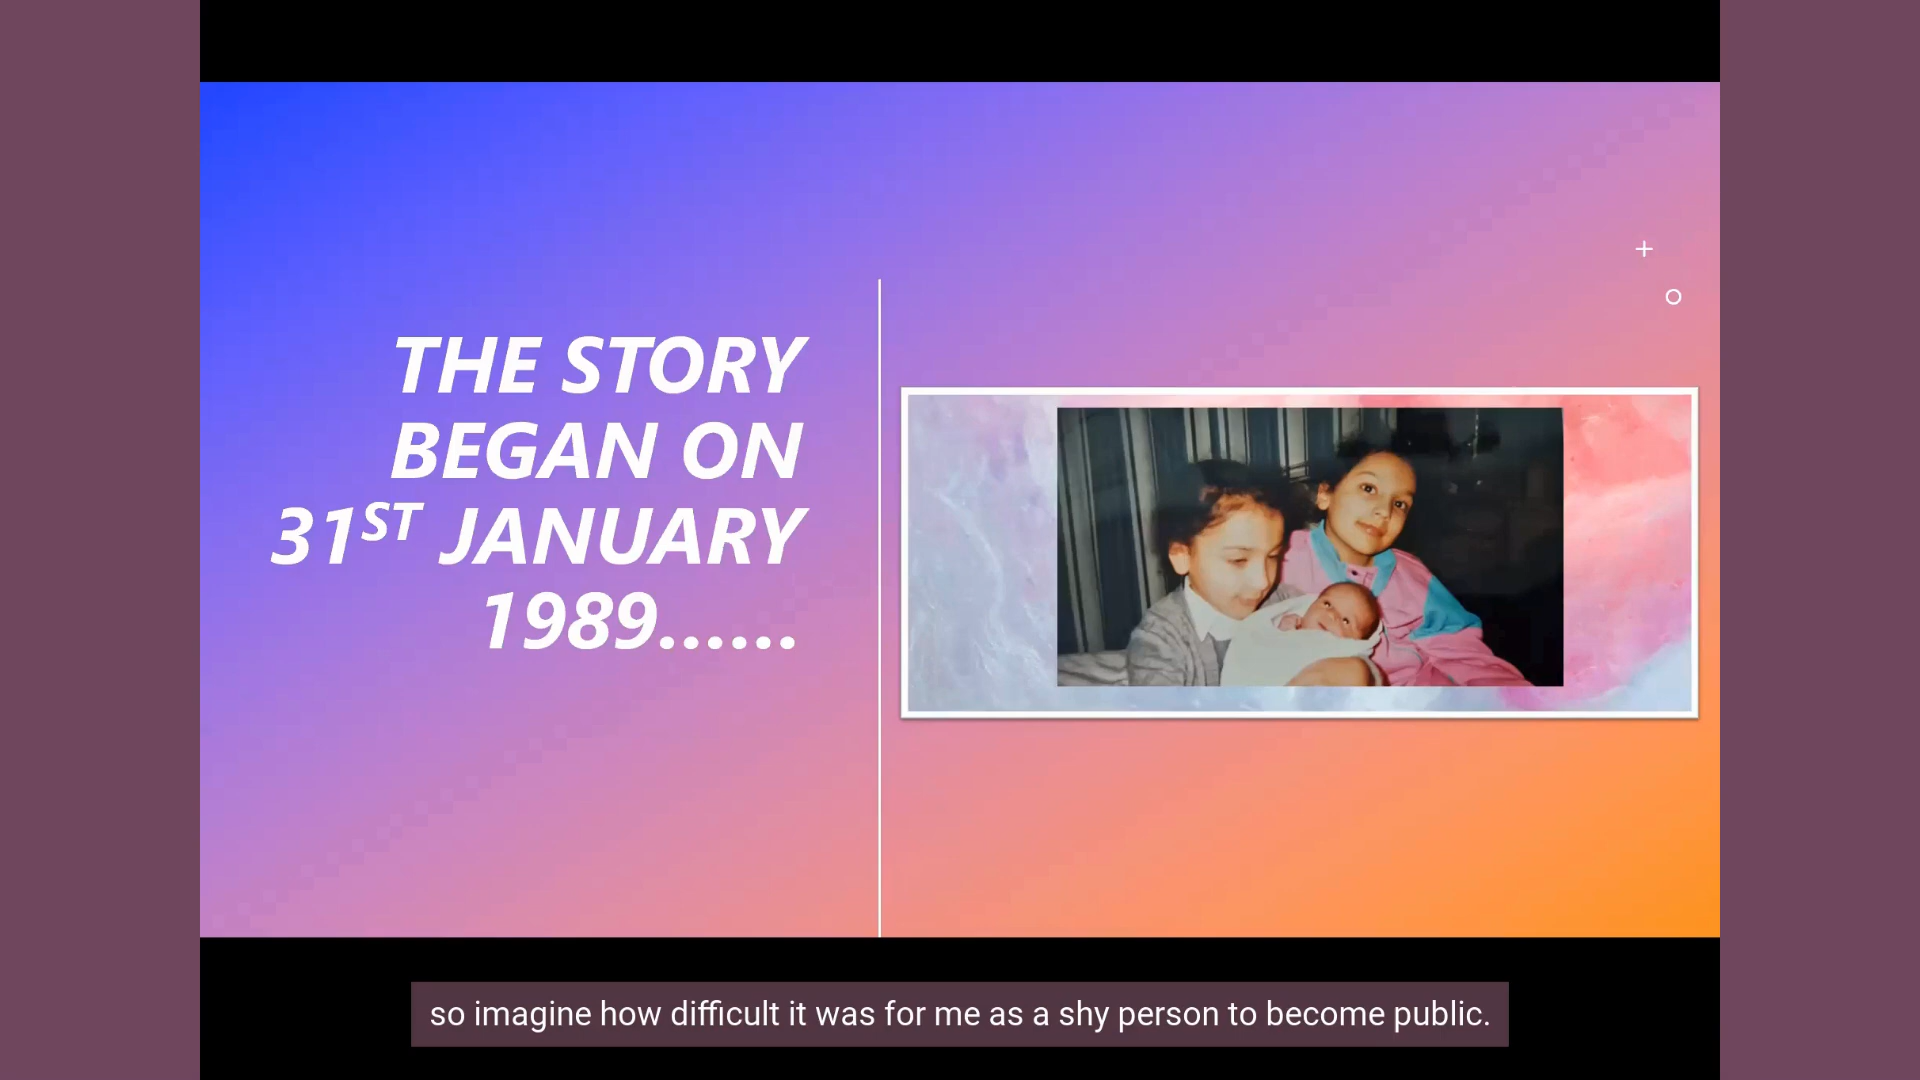 THE STORY
BEGAN ON
31ST JANUARY
1989......
so imagine how difficult it was for me as a shy person to become public.